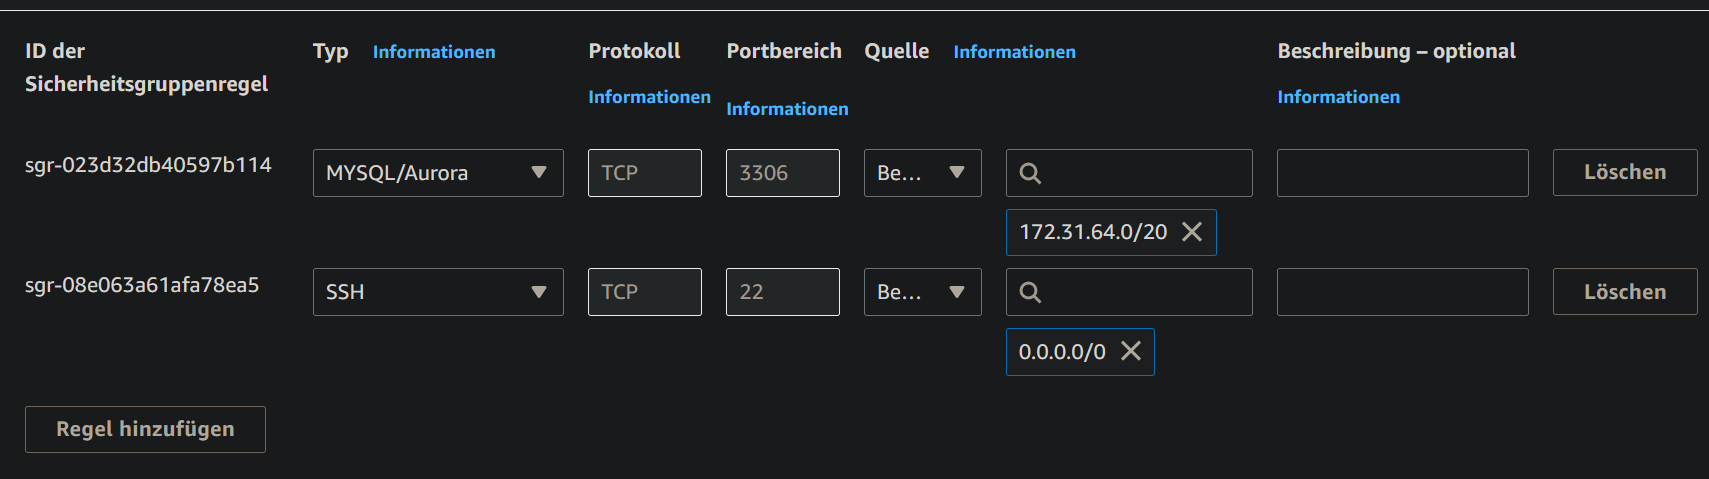 ID der
Sicherheitsgruppenregel
Typ Informationen
Protokoll
Informationen
Portbereich
Informationen
Quelle Informationen
Beschreibung – optional
Informationen
sgr-023d32db40597b114
MYSQL/Aurora
TCP
3306
Be...
172.31.64.0/20
Löschen
sgr-08e063a61afa78ea5
SSH
TCP
22
Be...
0.0.0.0/0
Löschen
Regel hinzufügen